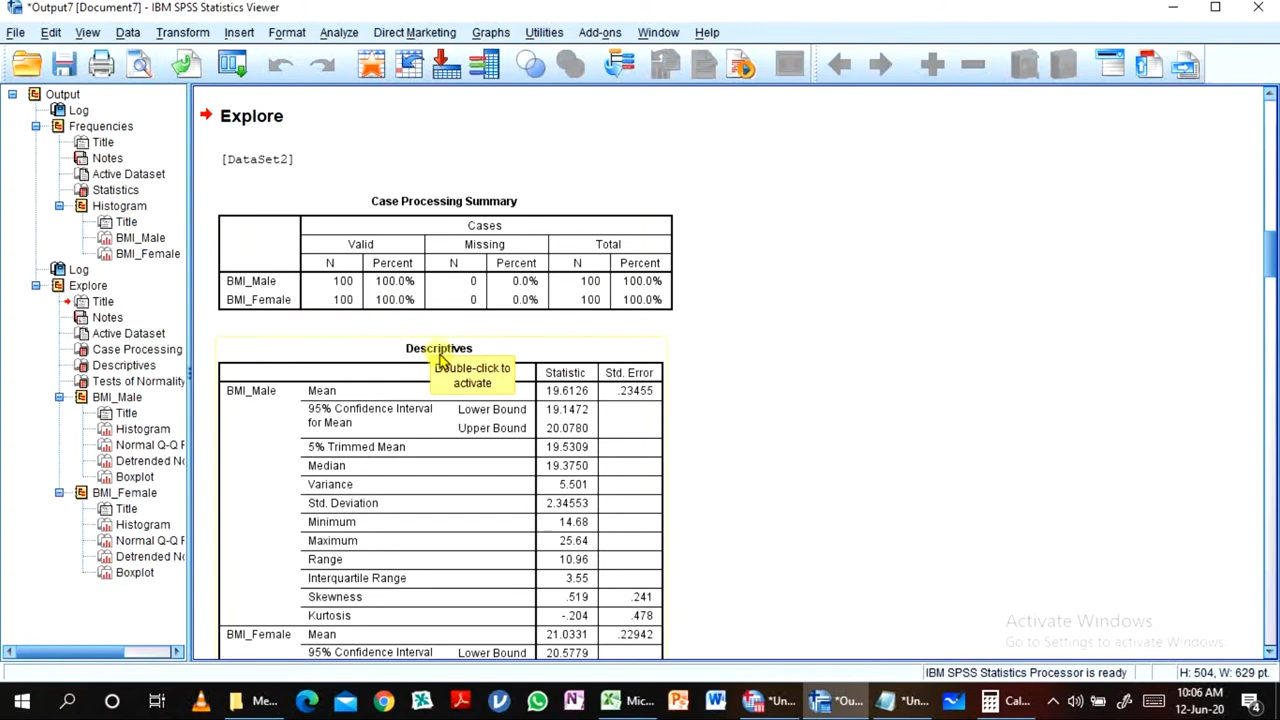 *Output7 [Document7] - IBM SPSS Statistics Viewer
File Edit View Data Transform Insert Format Analyze Direct Marketing Graphs Utilities Add-ons Window Help
Output
Log
Frequencies
Title
Notes
Active Dataset
Statistics
Histogram
Title
BMI_Male
BMI_Female
Log
Explore
Title
Notes
Active Dataset
Case Processing
Descriptives
Tests of Normality
BMI_Male
Title
Histogram
Normal Q-Q
Detrended No
Boxplot
BMI_Female
Title
Histogram
Normal Q-Q
Detrended No
Boxplot
Explore
[DataSet2]
Case Processing Summary
Cases
Valid Missing Total
N Percent N Percent N Percent
BMI_Male 100 100.0% 0 0.0% 100 100.0%
BMI_Female 100 100.0% 0 0.0% 100 100.0%
Descriptives
Double-click to
activate
Statistic Std. Error
BMI_Male Mean 19.6126 .23455
95% Confidence Interval Lower Bound 19.1472
for Mean Upper Bound 20.0780
5% Trimmed Mean 19.5309
Median 19.3750
Variance 5.501
Std. Deviation 2.34553
Minimum 14.68
Maximum 25.64
Range 10.96
Interquartile Range 3.55
Skewness .519 .241
Kurtosis -.204 .478
BMI_Female Mean 21.0331 .22942
95% Confidence Interval Lower Bound 20.5779
Activate Windows
Go to Settings to activate Windows.
IBM SPSS Statistics Processor is ready H: 504, W: 629 pt.
Me... Mic... *Un... *Ou... *Un... Cal... 10:06 AM
12-Jun-20
4